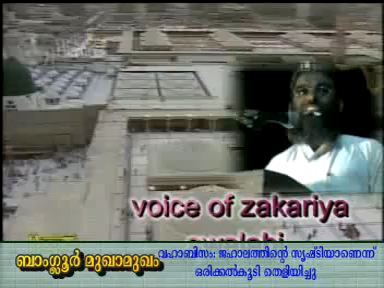 voice of zakariya
ബാംഗ്ലൂർ മുഖാമുഖം
വഹാബിസം: ജഹാലത്തിന്റെ സൃഷ്ടിയാണെന്ന്
ഒരിക്കൽകൂടി തെളിയിച്ചു